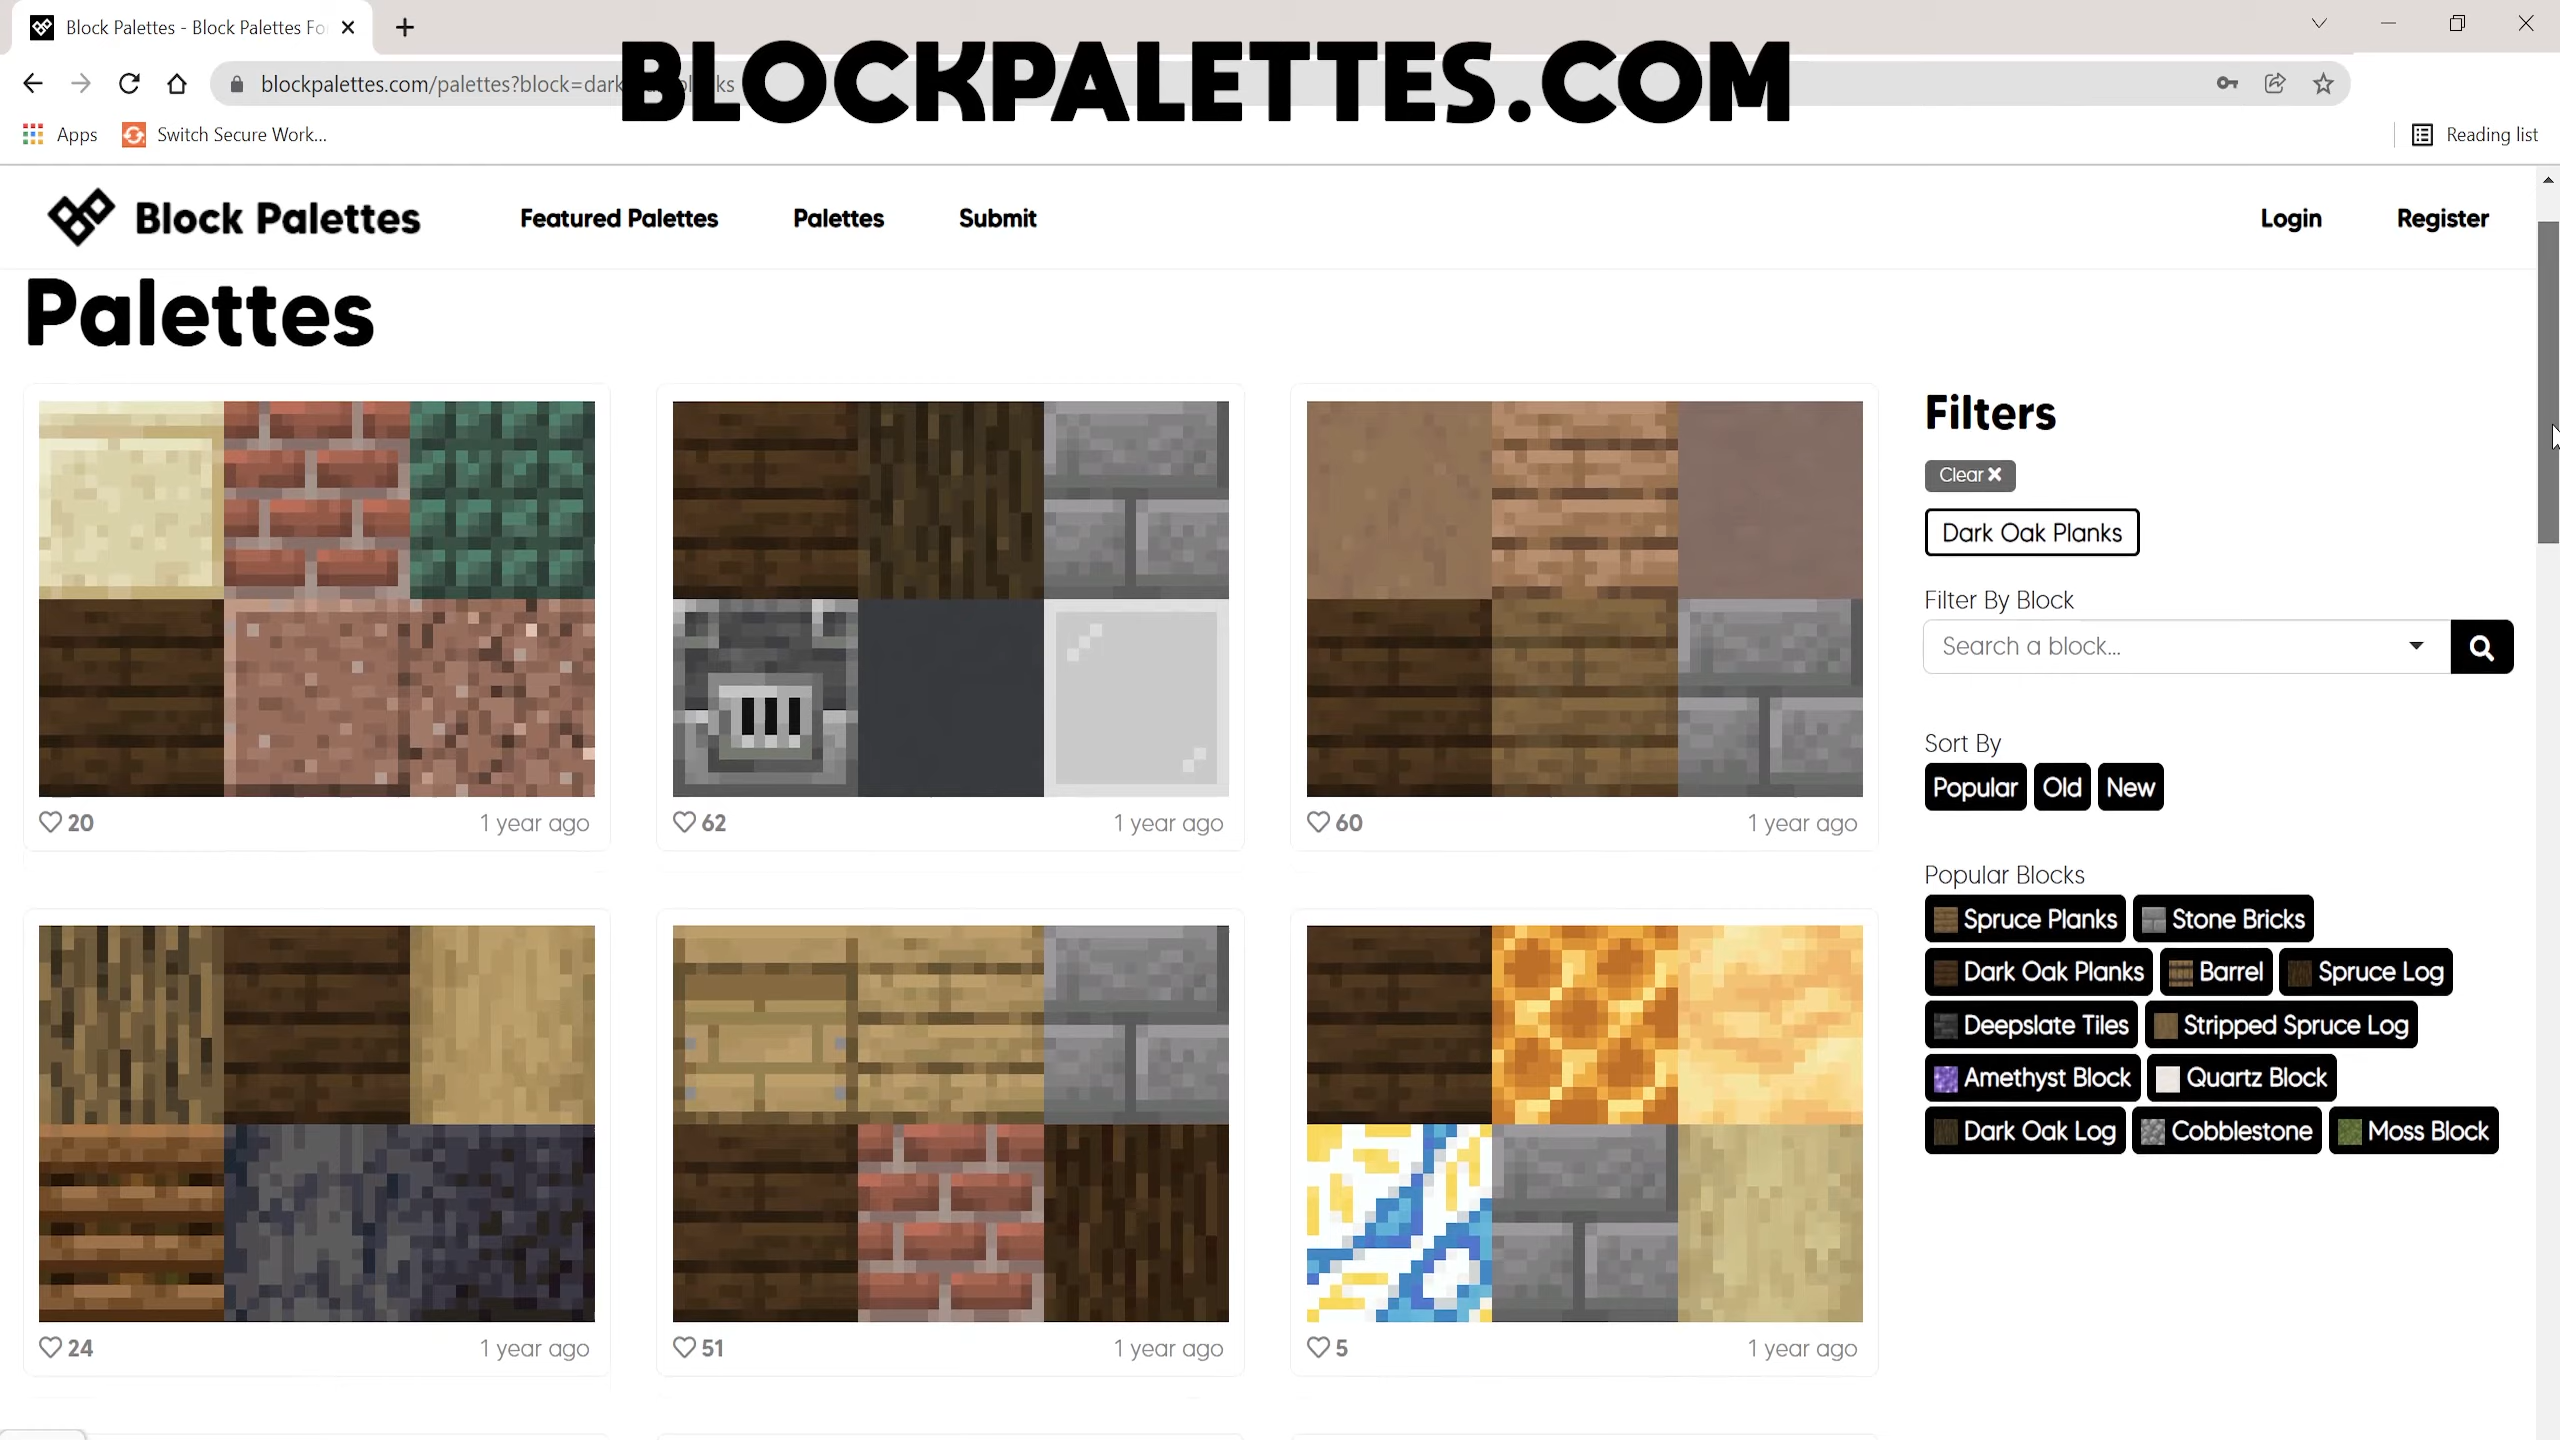 Block Palettes - Block Palettes Fo
BLOCKPALETTES.COM
blockpalettes.com/palettes?block=dark
Apps
Switch Secure Work...
Reading list
Block Palettes
Featured Palettes
Palettes
Submit
Login
Register
Palettes
20
1 year ago
62
1 year ago
60
1 year ago
24
1 year ago
51
1 year ago
5
1 year ago
Filters
Clear
Dark Oak Planks
Filter By Block
Search a block...
Sort By
Popular Old New
Popular Blocks
Spruce Planks Stone Bricks
Dark Oak Planks Barrel Spruce Log
Deepslate Tiles Stripped Spruce Log
Amethyst Block Quartz Block
Dark Oak Log Cobblestone Moss Block